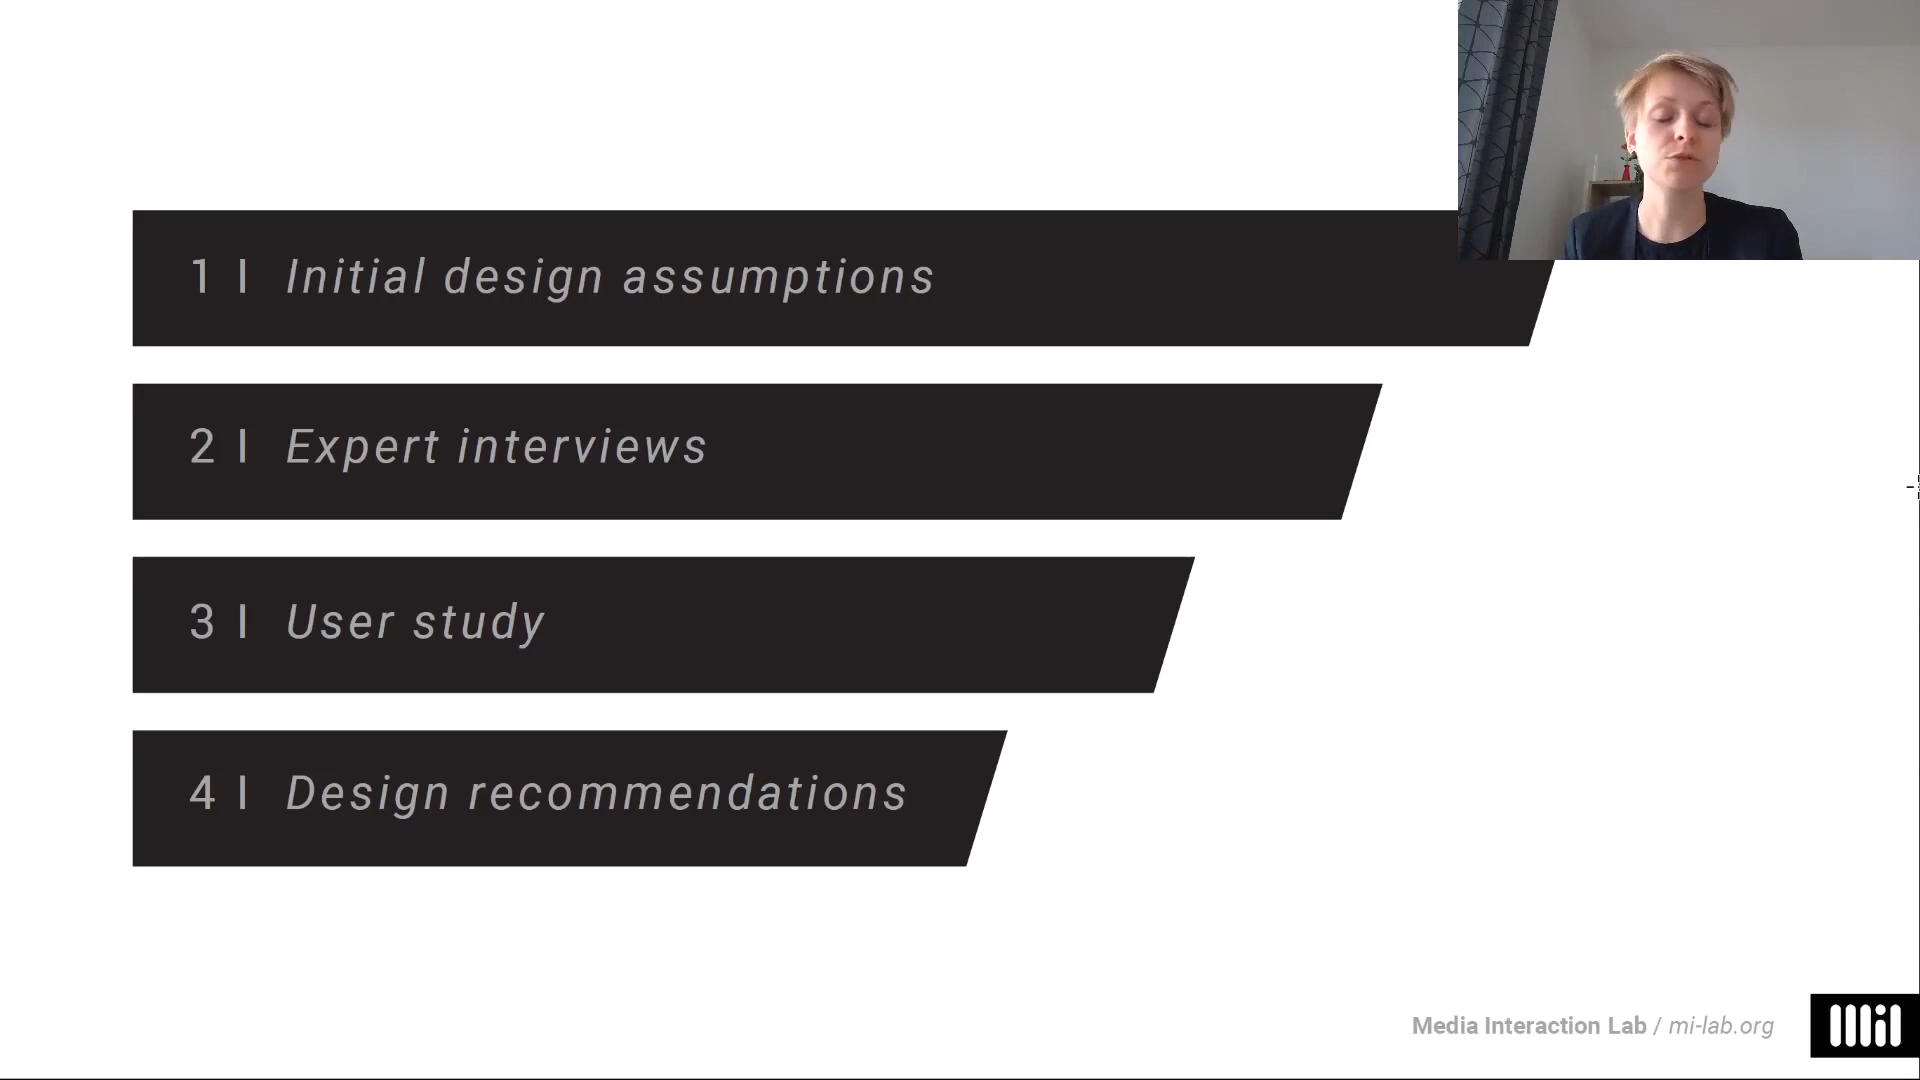 1 | Initial design assumptions
2 | Expert interviews
3 | User study
4 | Design recommendations
Media Interaction Lab / mi-lab.org
mil